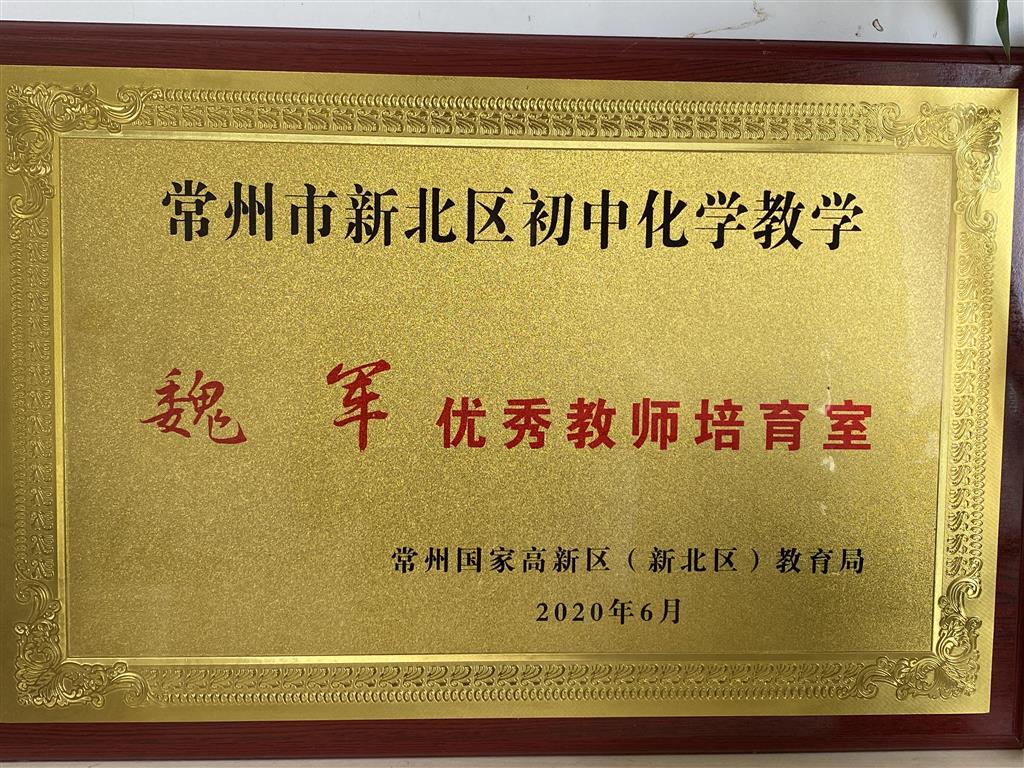 常州市新北区初中化学教学
魏 军 优秀教师培育室
常州国家高新区（新北区）教育局
2020年6月